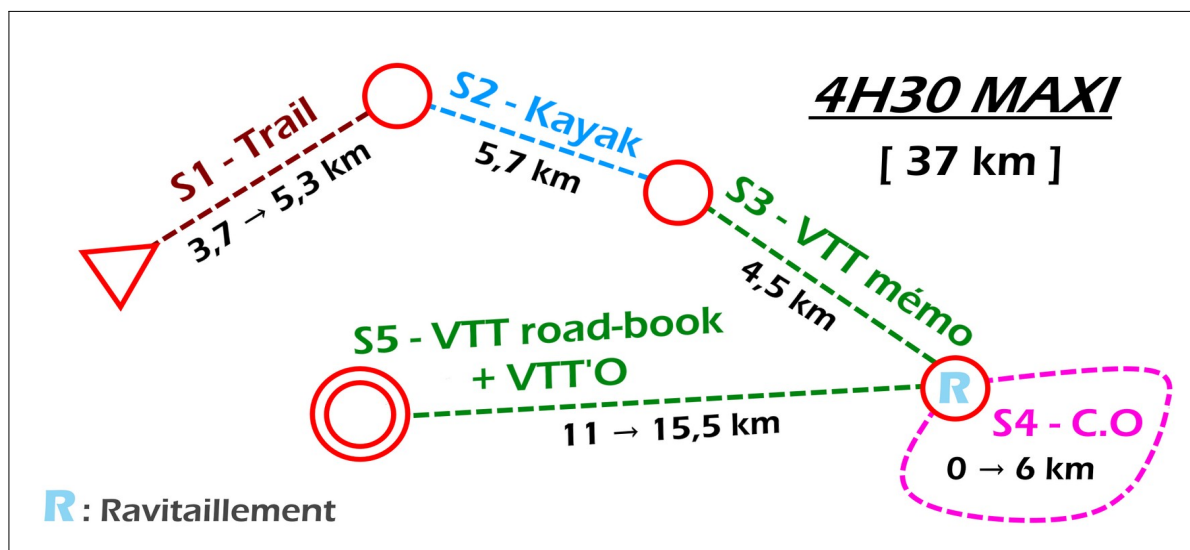 4H30 MAXI
[ 37 km ]
S1 - Trail
3,7 → 5,3 km
S2 - Kayak
5,7 km
S3 - VTT mémo
4,5 km
R
S4 - C.O
0 → 6 km
S5 - VTT road-book
+ VTT'O
11 → 15,5 km
R : Ravitaillement